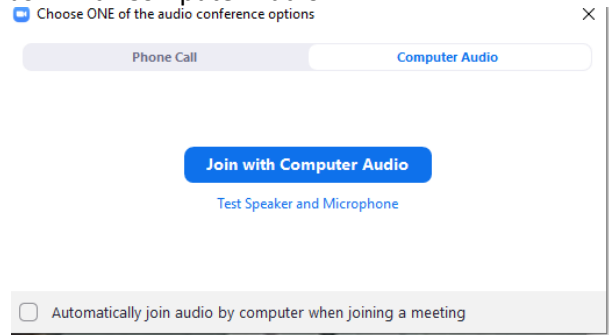 Choose ONE of the audio conference options
Phone Call
Computer Audio
Join with Computer Audio
Test Speaker and Microphone
Automatically join audio by computer when joining a meeting